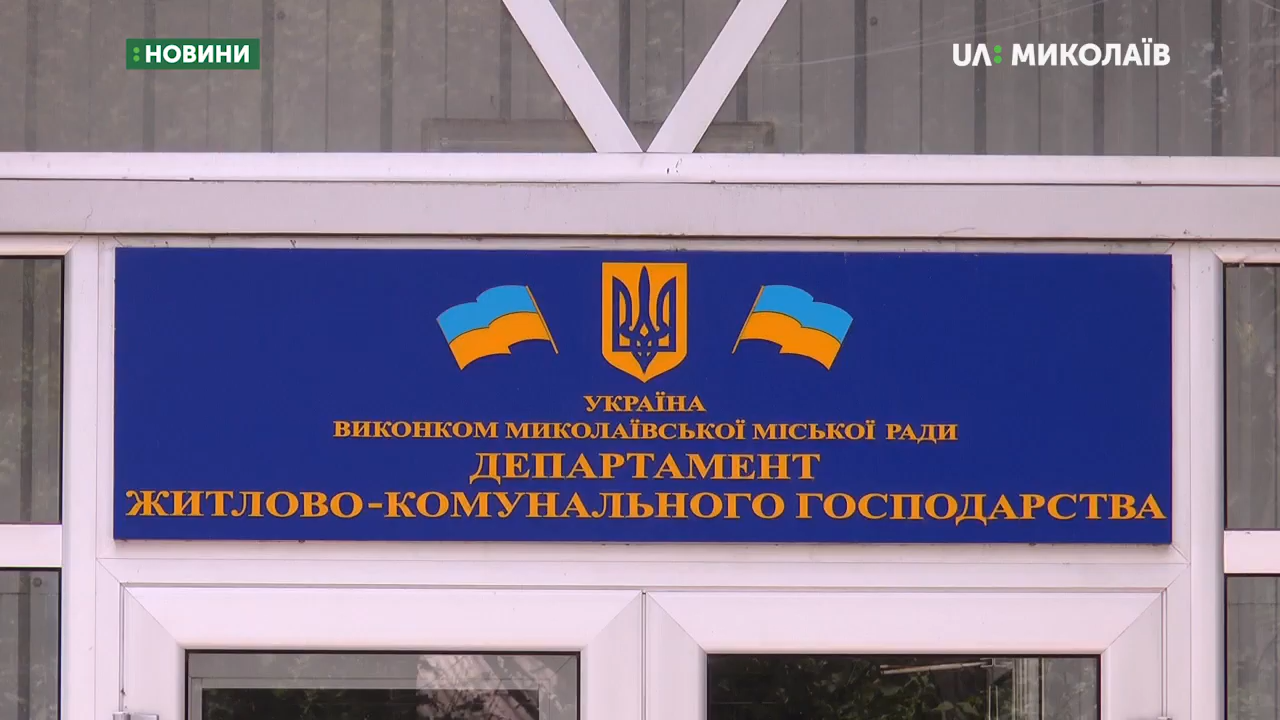 :НОВИНИ
UA: МИКОЛАЇВ
УКРАЇНА
ВИКОНКОМ МИКОЛАЇВСЬКОЇ МІСЬКОЇ РАДИ
ДЕПАРТАМЕНТ
ЖИТЛОВО-КОМУНАЛЬНОГО ГОСПОДАРСТВА